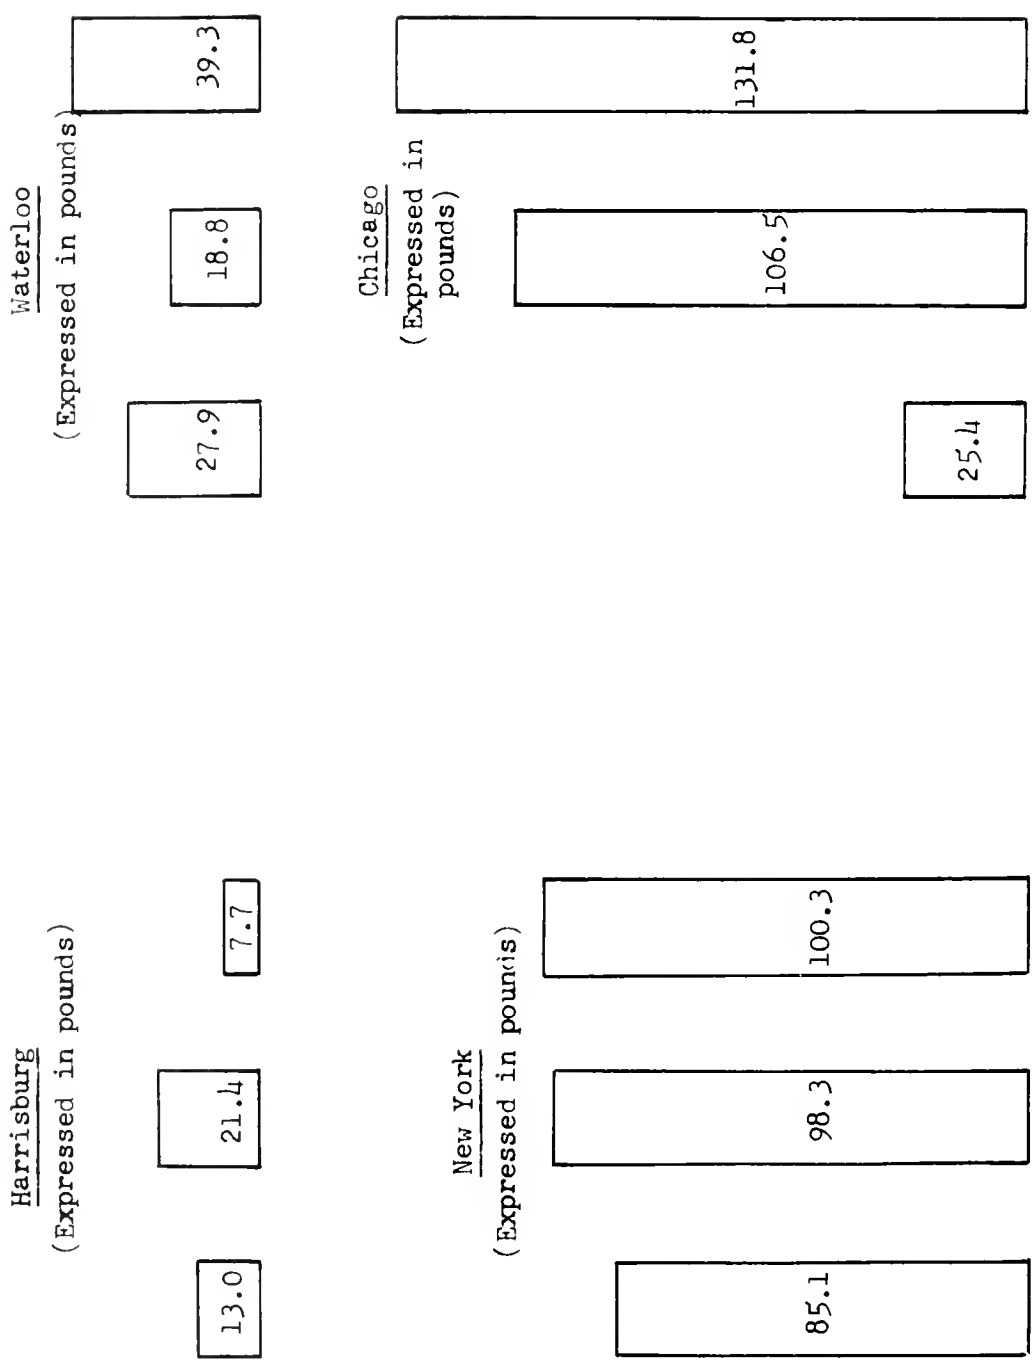 Harrisburg
(Expressed in pounds)
13.0
21.4
7.7
Waterloo
(Expressed in pounds)
27.9
18.8
39.3
New York
(Expressed in pounds)
85.1
98.3
100.3
Chicago
(Expressed in
pounds)
25.4
106.5
131.8